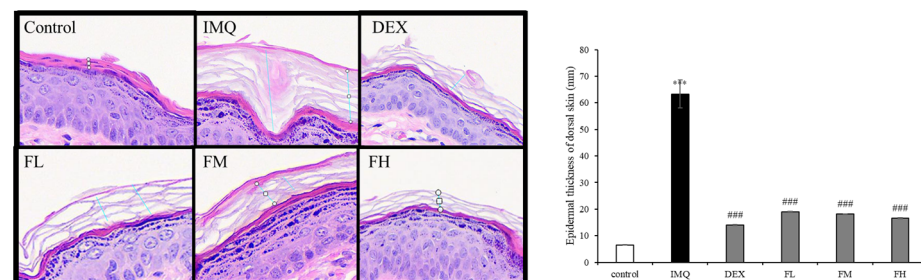 Control
IMQ
DEX
FL
FM
FH
Epidermal thickness of dorsal skin (mm)
80
70
60
50
40
30
20
10
0
***
###
###
###
###
control
IMQ
DEX
FL
FM
FH